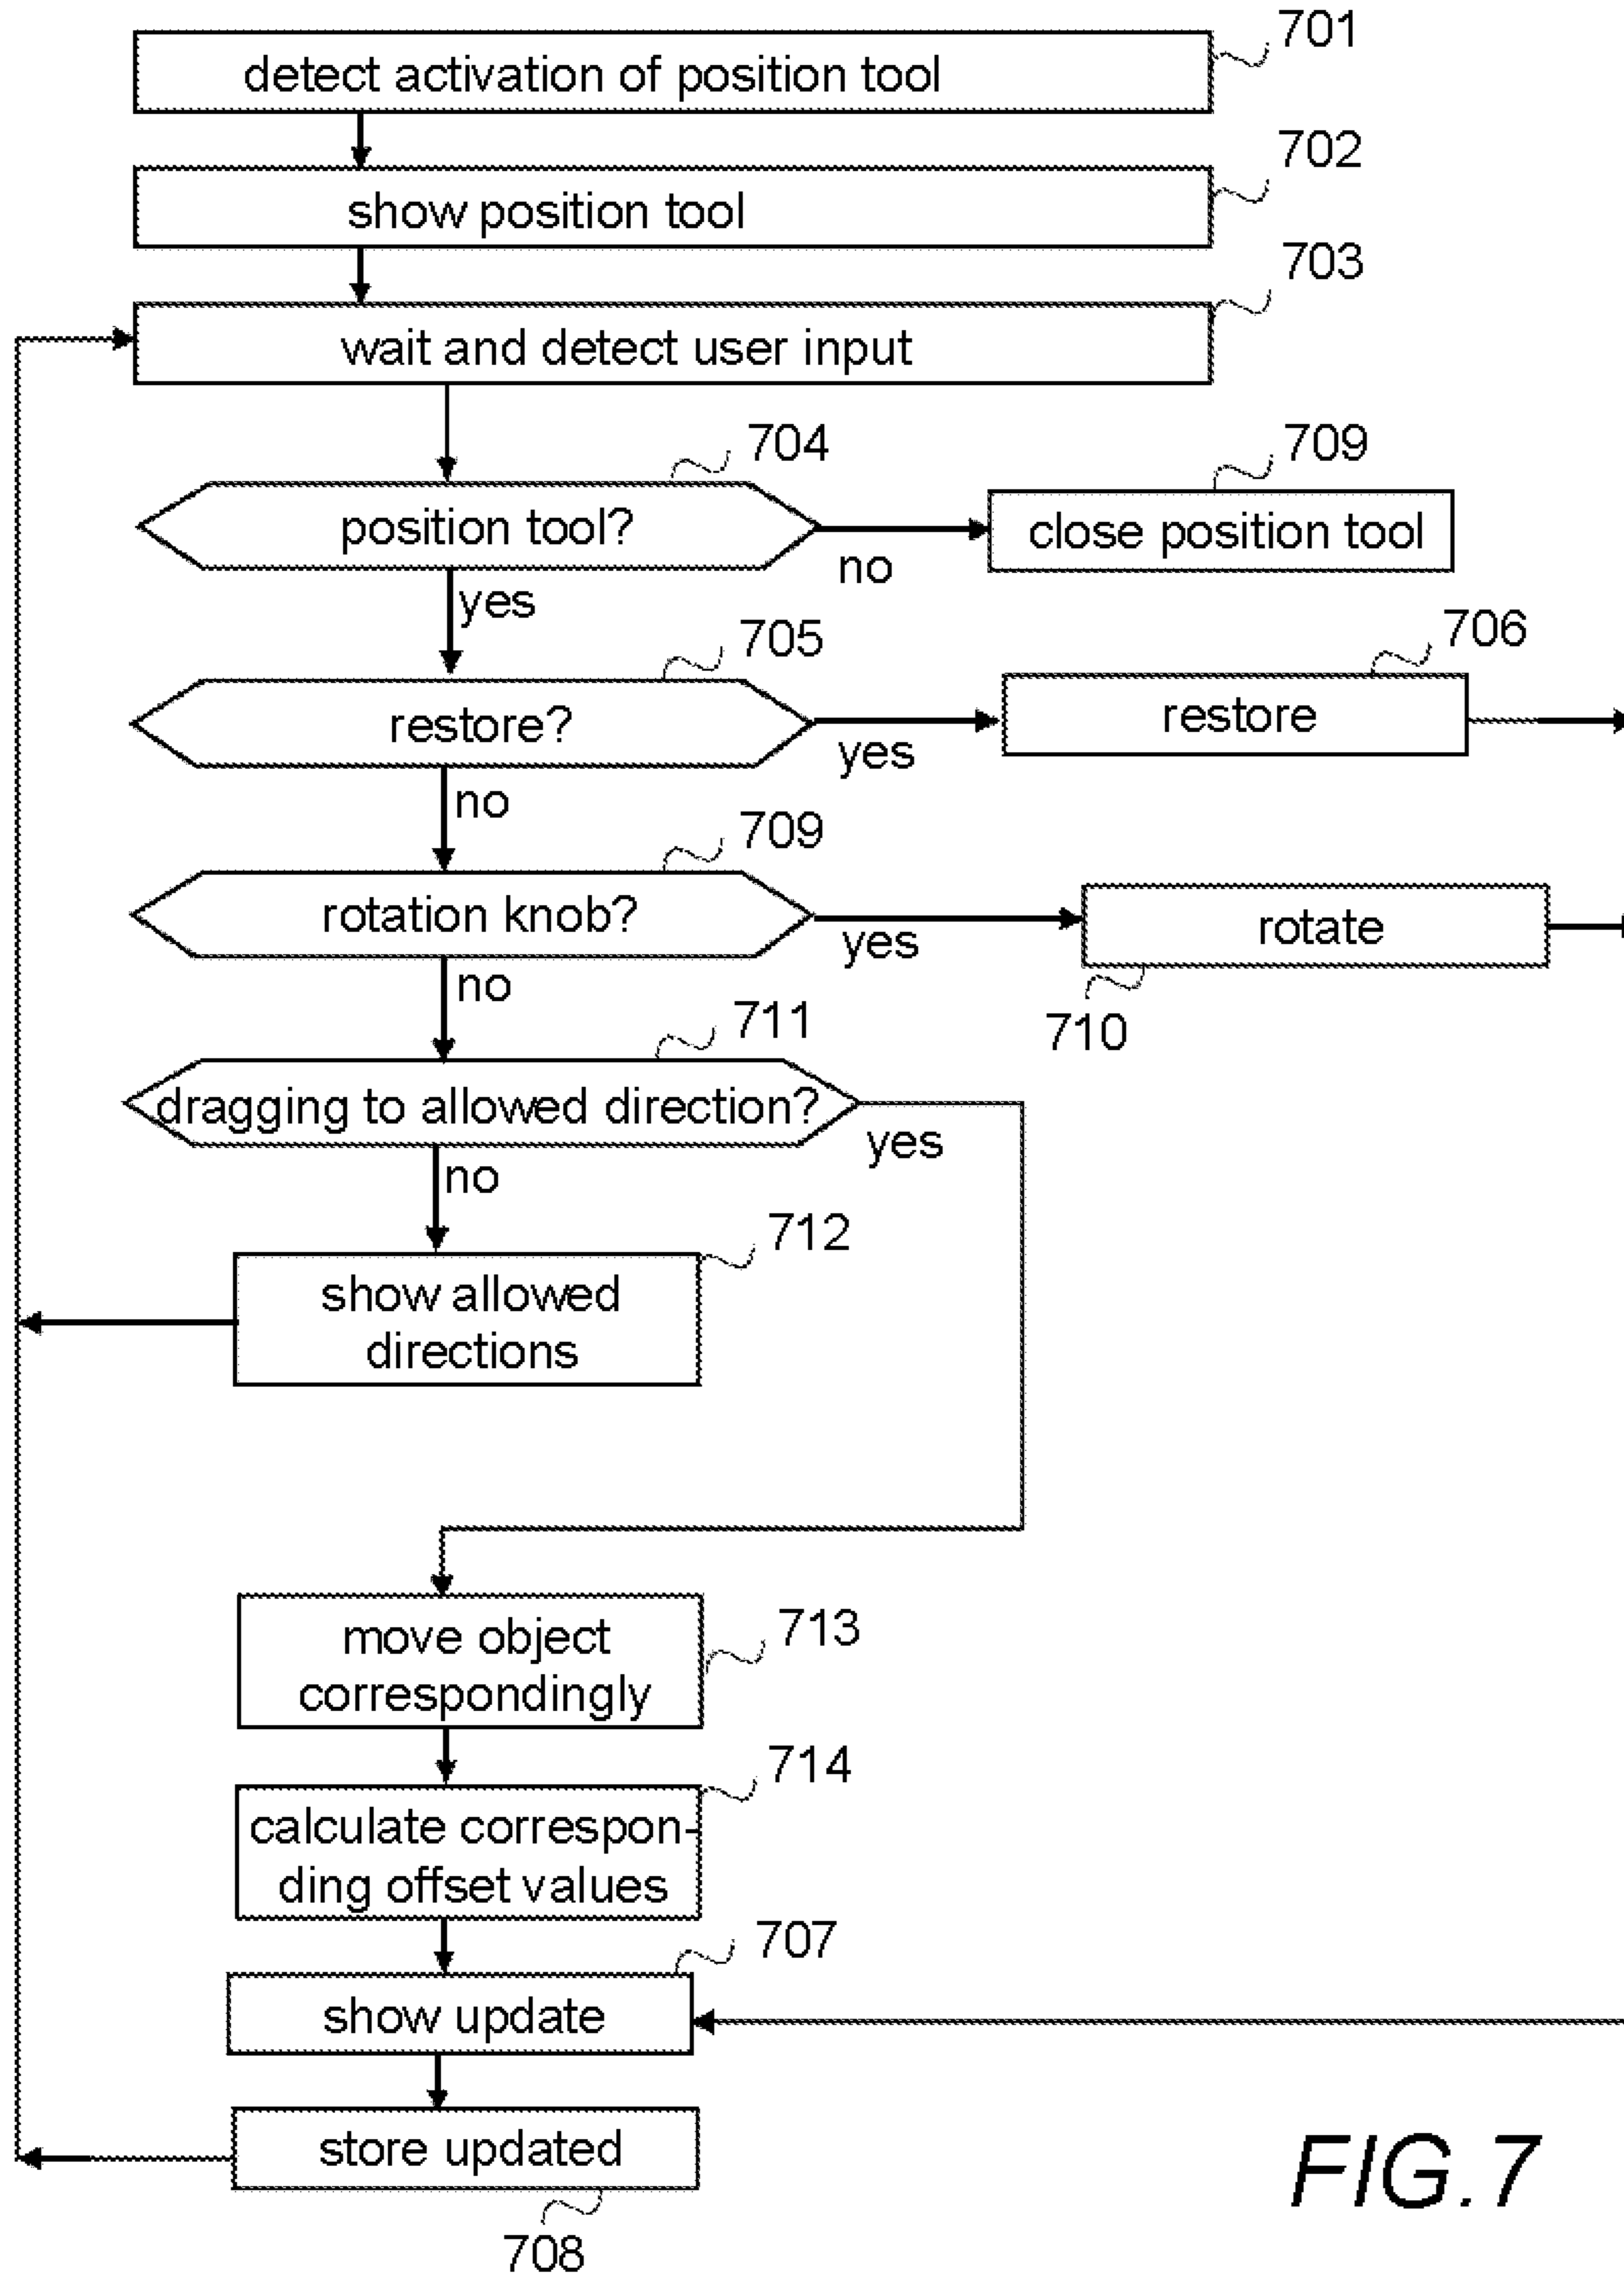 701
detect activation of position tool
702
show position tool
703
wait and detect user input
704
position tool?
no
709
close position tool
yes
705
restore?
yes
706
restore
no
709
rotation knob?
yes
rotate
710
no
711
dragging to allowed direction?
yes
no
712
show allowed
directions
713
move object
correspondingly
714
calculate correspon-
ding offset values
707
show update
store updated
708
FIG.7